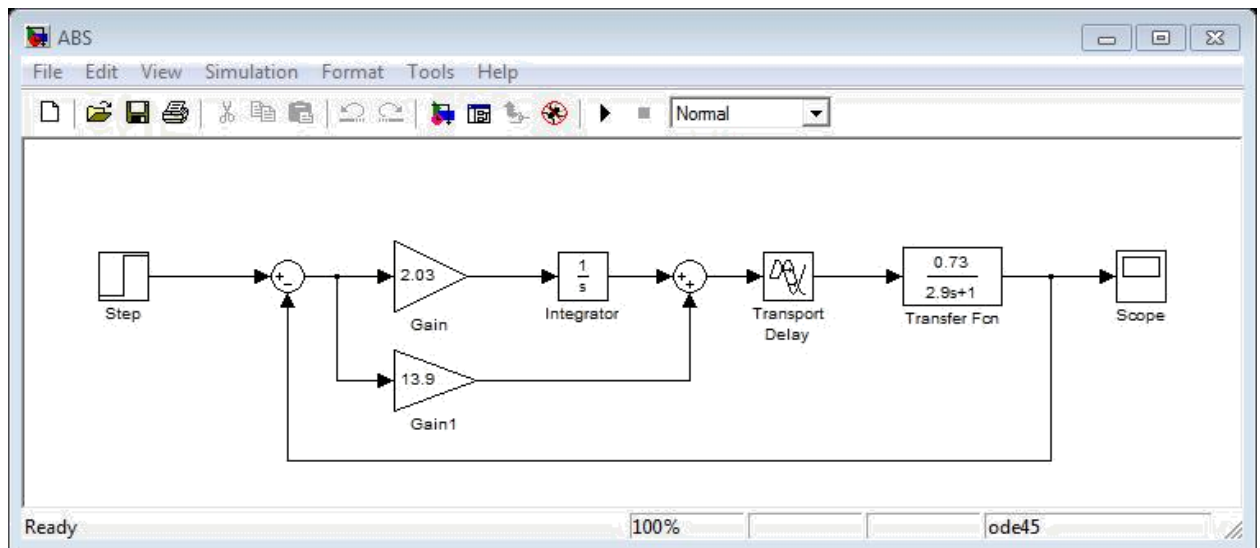 ABS
File Edit View Simulation Format Tools Help
Normal
Step
+
−
2.03
Gain
1
s
Integrator
+
+
Transport
Delay
0.73
2.9s+1
Transfer Fcn
Scope
13.9
Gain1
Ready 100% ode45